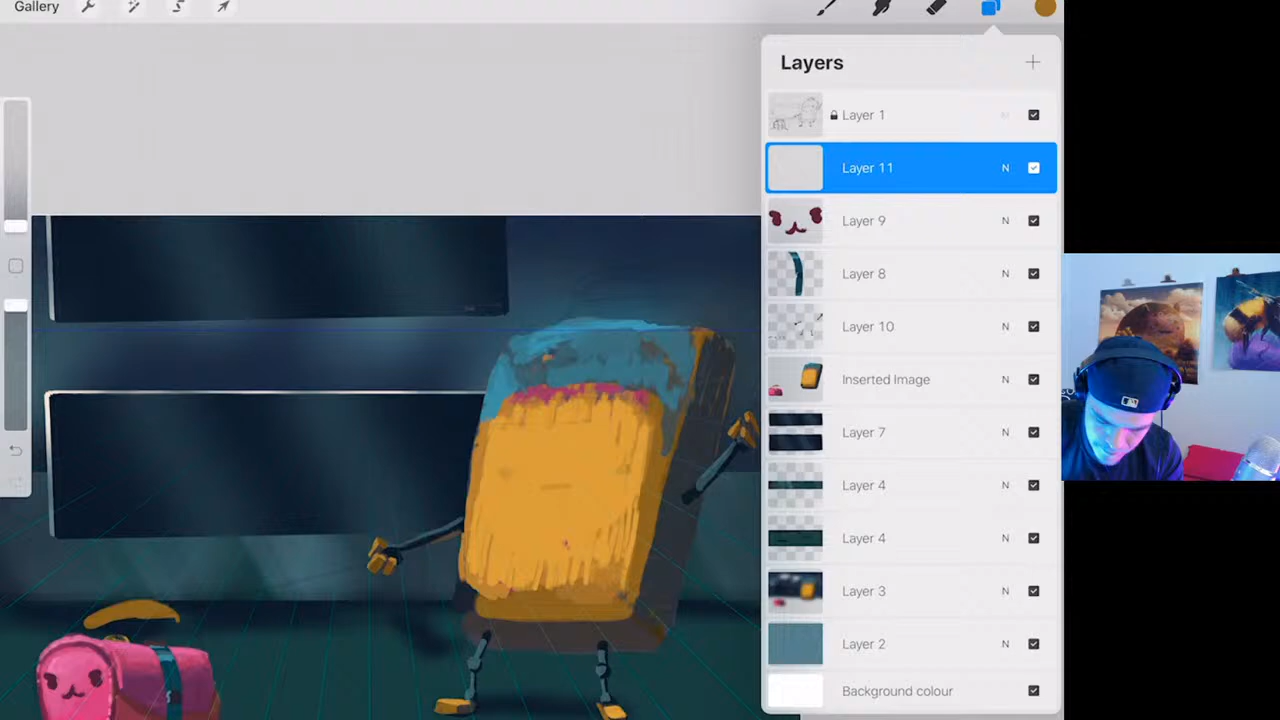 Gallery
Layers
Layer 1
Layer 11 N
Layer 9 N
Layer 8 N
Layer 10 N
Inserted Image N
Layer 7 N
Layer 4 N
Layer 4 N
Layer 3 N
Layer 2 N
Background colour